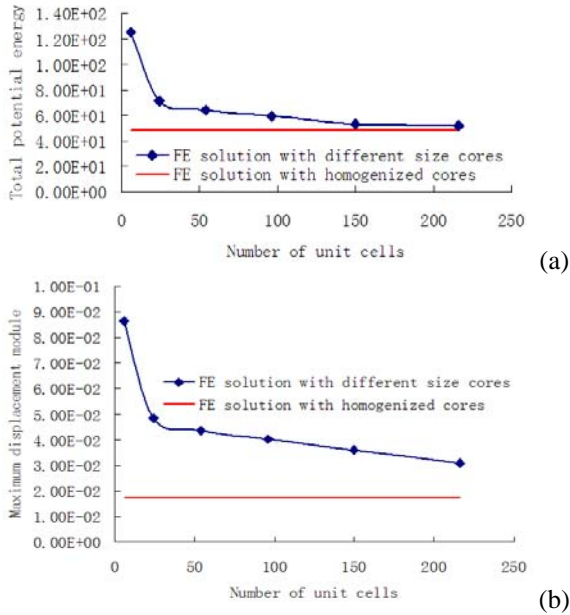 1.40E+02
1.20E+02
1.00E+02
8.00E+01
6.00E+01
4.00E+01
2.00E+01
0.00E+00
Total potential energy
FE solution with different size cores
FE solution with homogenized cores
0 50 100 150 200 250
Number of unit cells
(a)
1.00E-01
9.00E-02
8.00E-02
7.00E-02
6.00E-02
5.00E-02
4.00E-02
3.00E-02
2.00E-02
1.00E-02
0.00E+00
Maximum displacement module
FE solution with different size cores
FE solution with homogenized cores
0 50 100 150 200 250
Number of unit cells
(b)